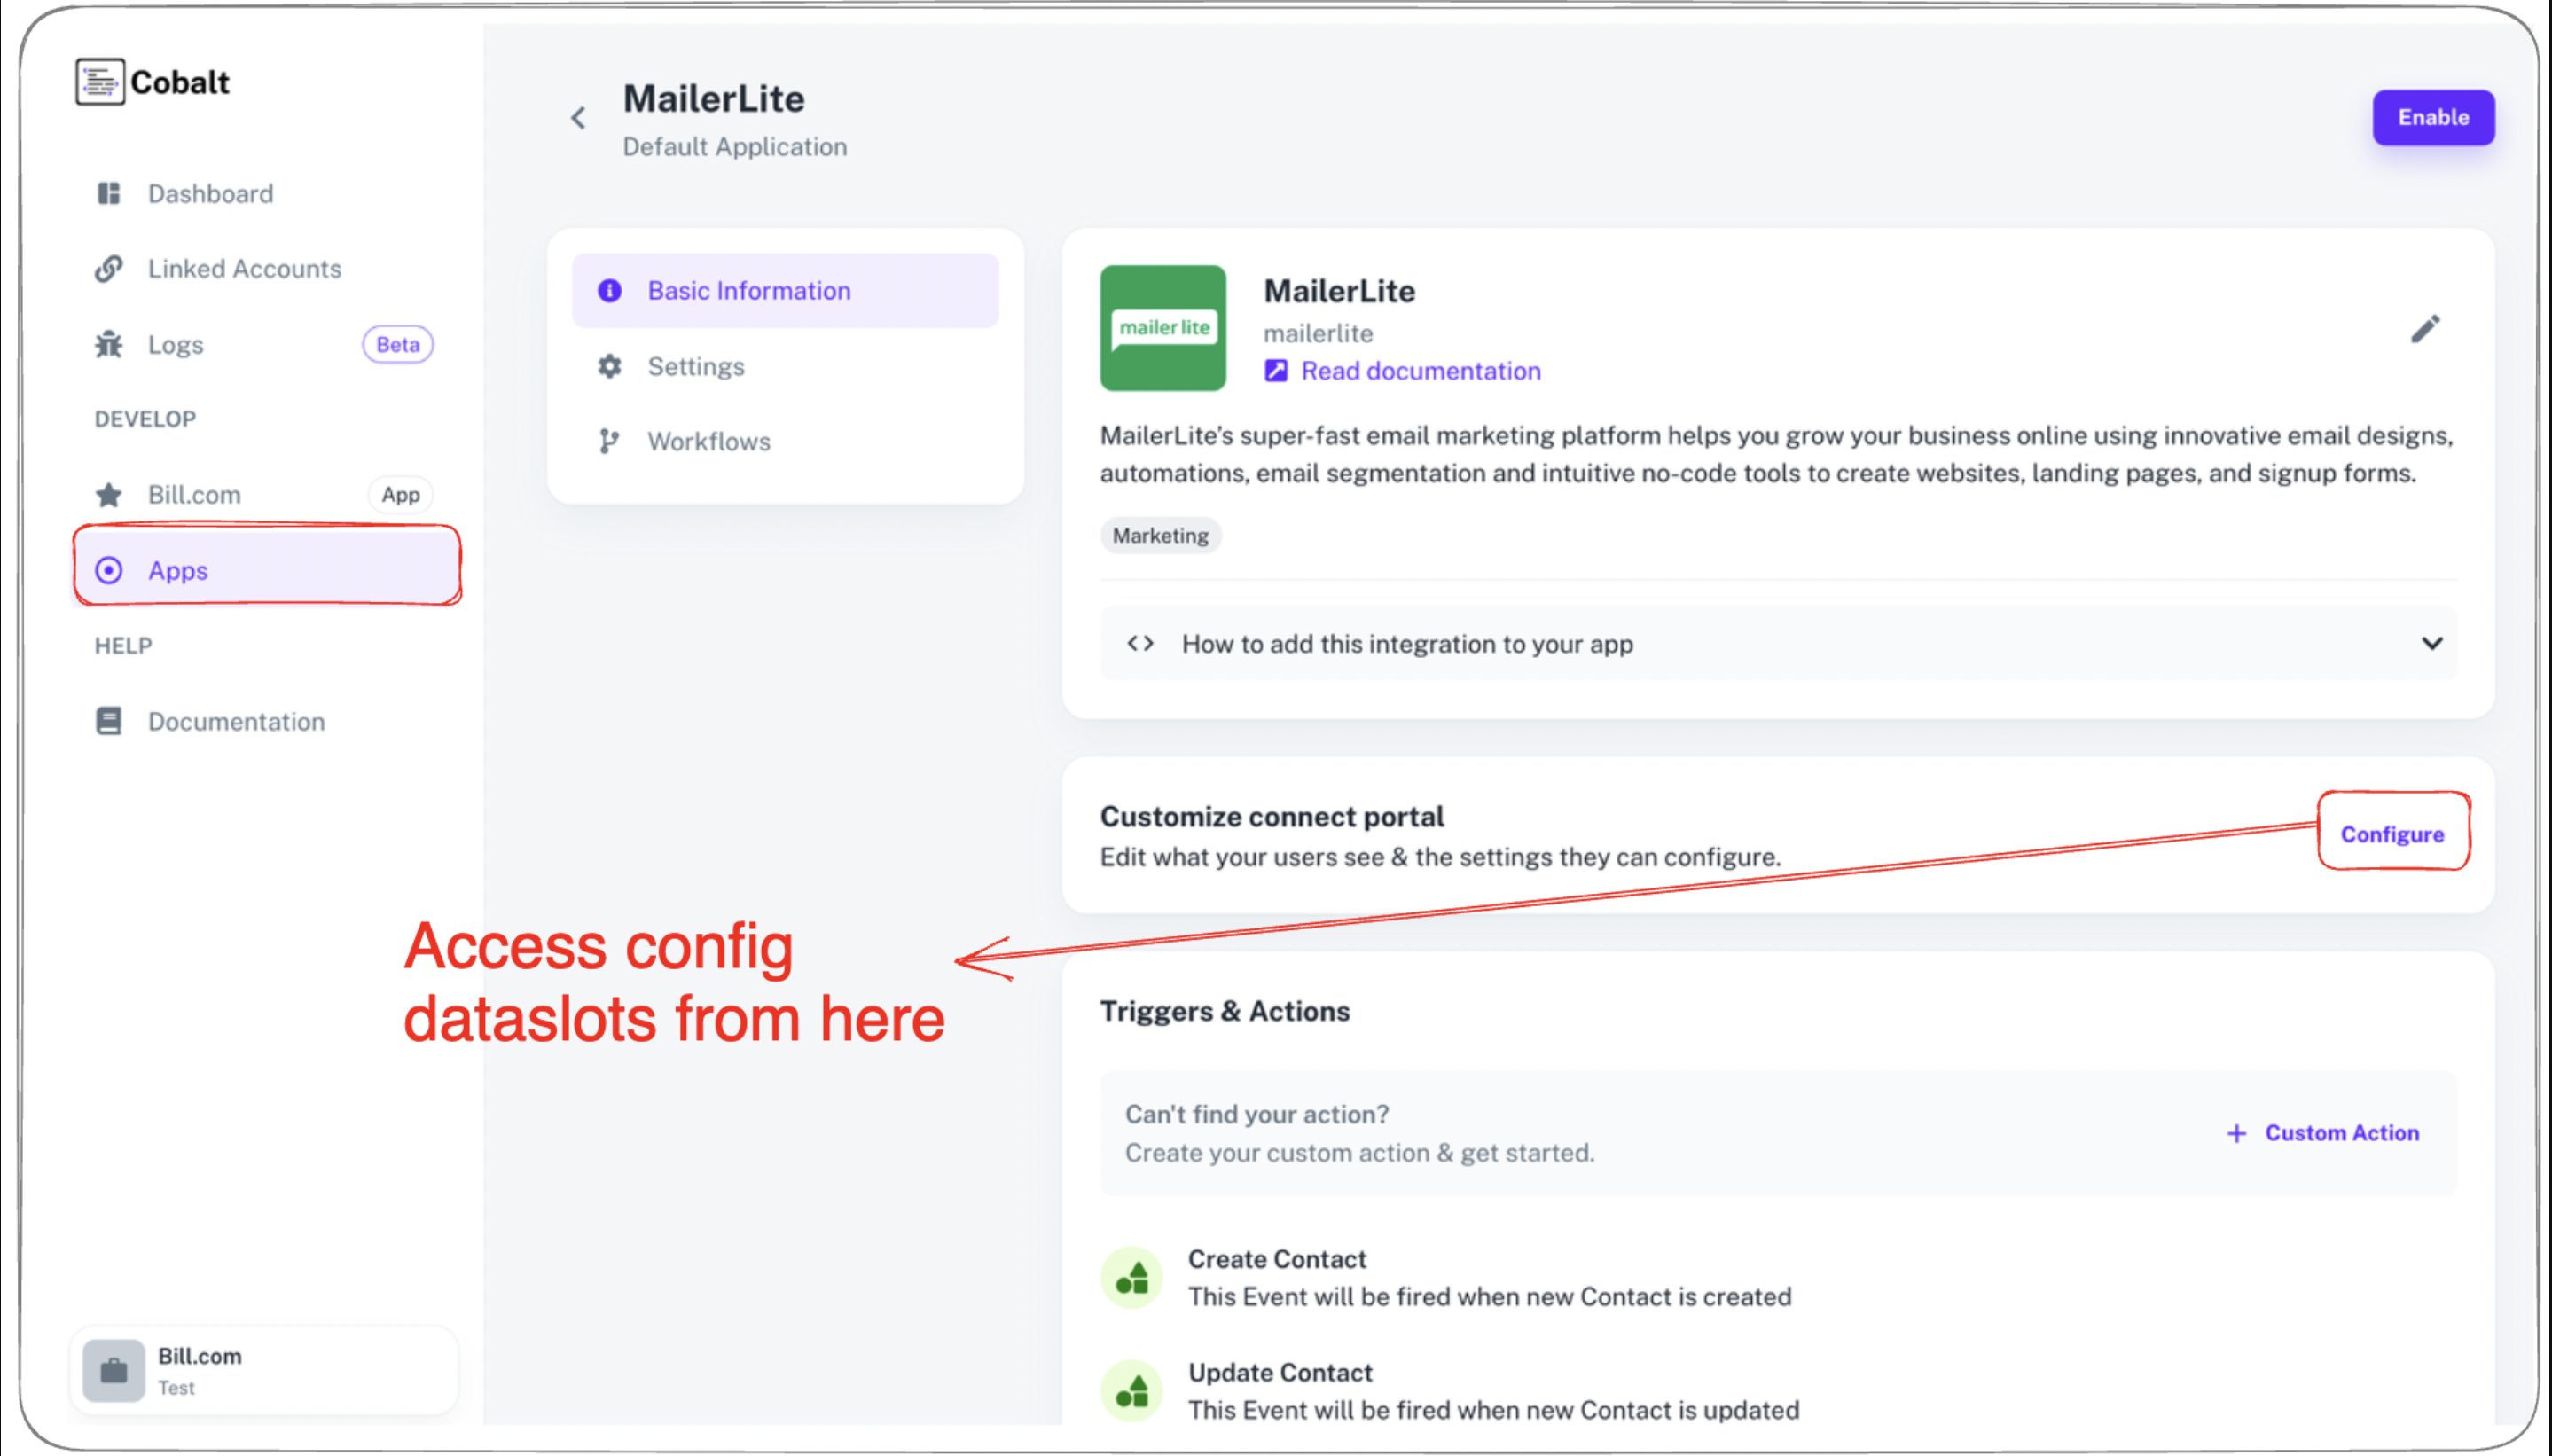 Cobalt
Dashboard
Linked Accounts
Logs
Beta
DEVELOP
Bill.com
App
Apps
HELP
Documentation
Bill.com
Test
MailerLite
Default Application
Enable
Basic Information
Settings
Workflows
mailer lite
MailerLite
mailerlite
Read documentation
MailerLite’s super-fast email marketing platform helps you grow your business online using innovative email designs,
automations, email segmentation and intuitive no-code tools to create websites, landing pages, and signup forms.
Marketing
How to add this integration to your app
Customize connect portal
Edit what your users see & the settings they can configure.
Configure
Access config
dataslots from here
Triggers & Actions
Can't find your action?
Create your custom action & get started.
+ Custom Action
Create Contact
This Event will be fired when new Contact is created
Update Contact
This Event will be fired when new Contact is updated